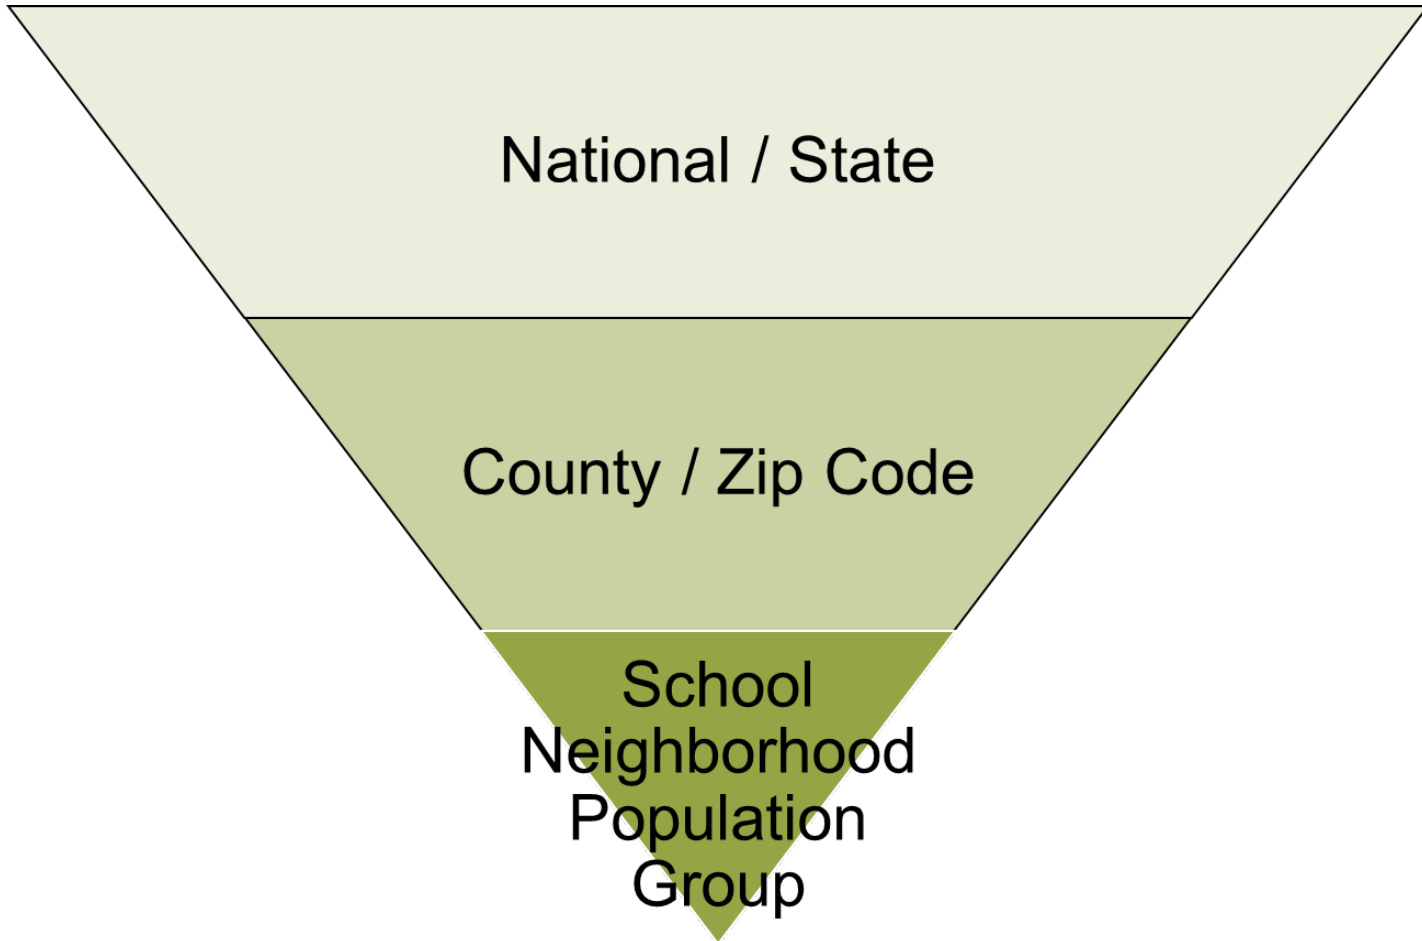 National / State
County / Zip Code
School
Neighborhood
Population
Group